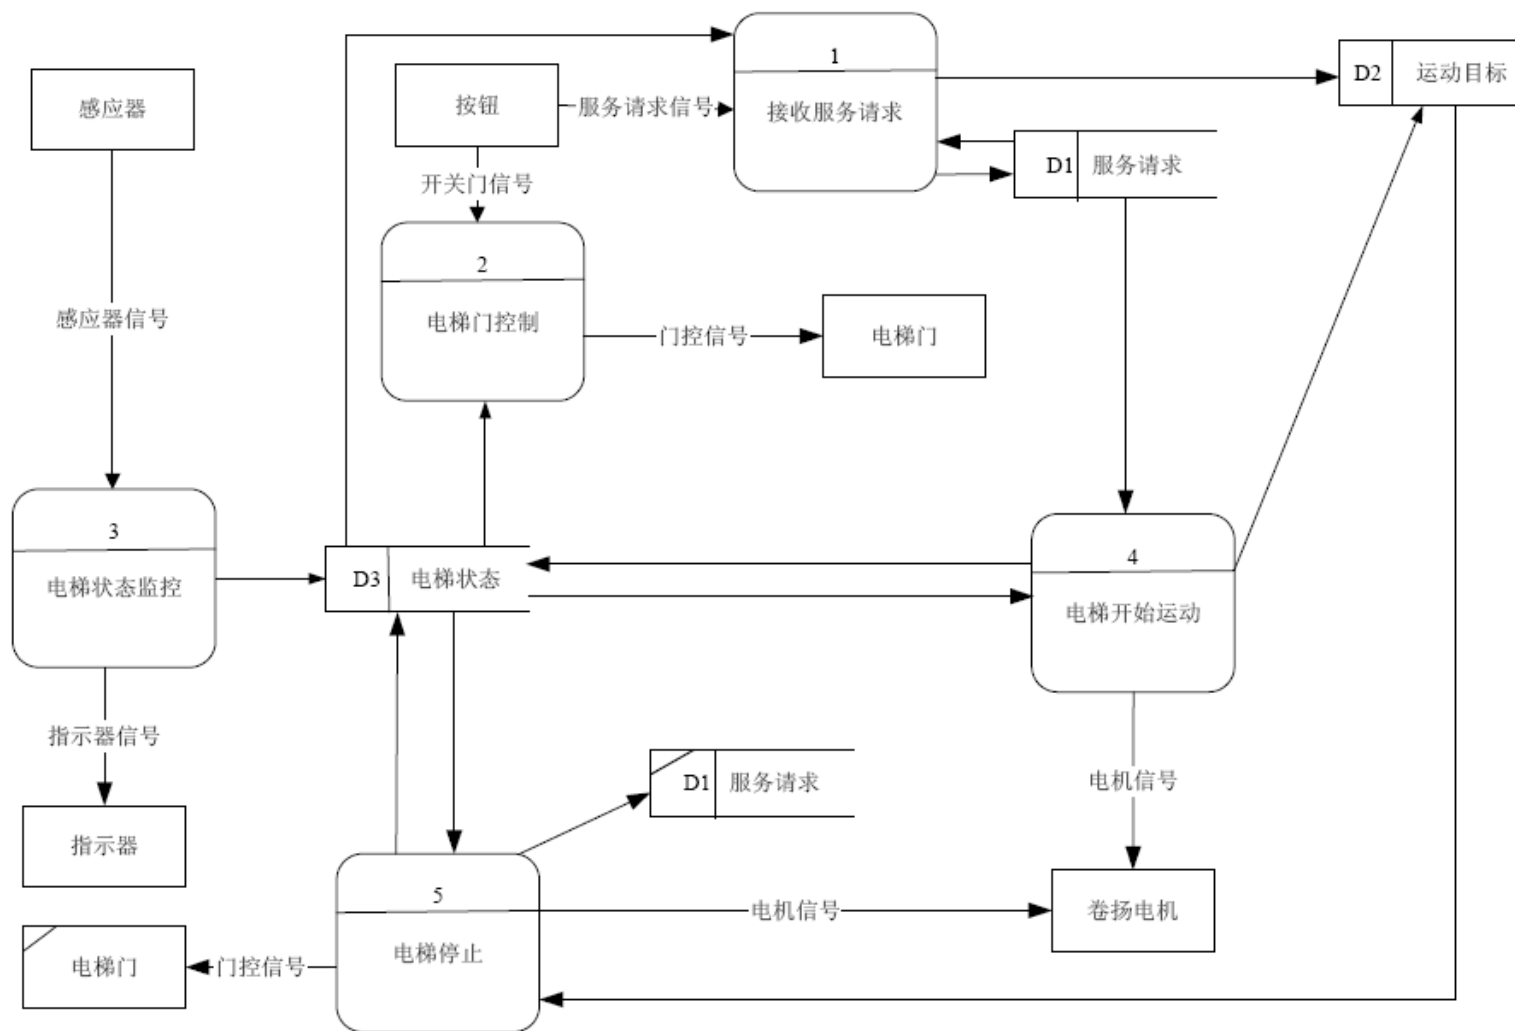 1
D2 运动目标
感应器
按钮
服务请求信号
接收服务请求
D1 服务请求
开关门信号
2
感应器信号
电梯门控制
门控信号
电梯门
3
4
电梯状态监控
D3 电梯状态
电梯开始运动
指示器信号
D1 服务请求
电机信号
指示器
5
电机信号
卷扬电机
电梯停止
电梯门
门控信号